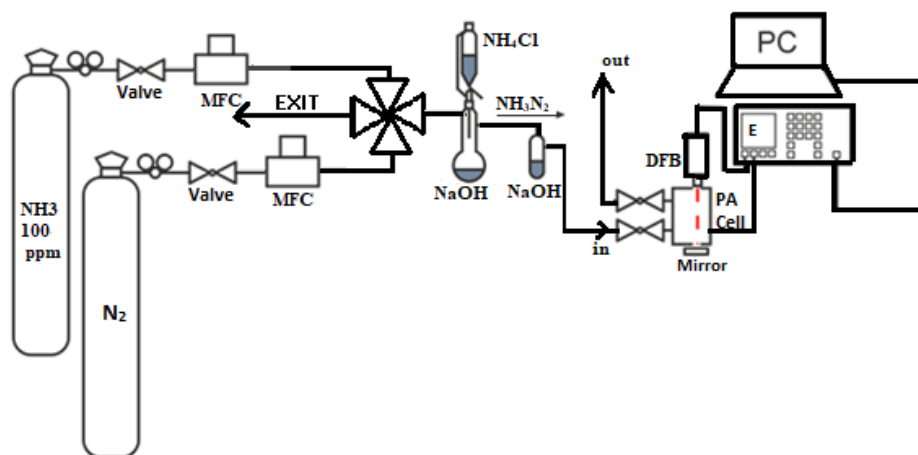 NH3
100
ppm
Valve
MFC
N₂
Valve
MFC
EXIT
NH₄Cl
NaOH
NH₃N₂
NaOH
out
in
DFB
PA
Cell
Mirror
PC
E